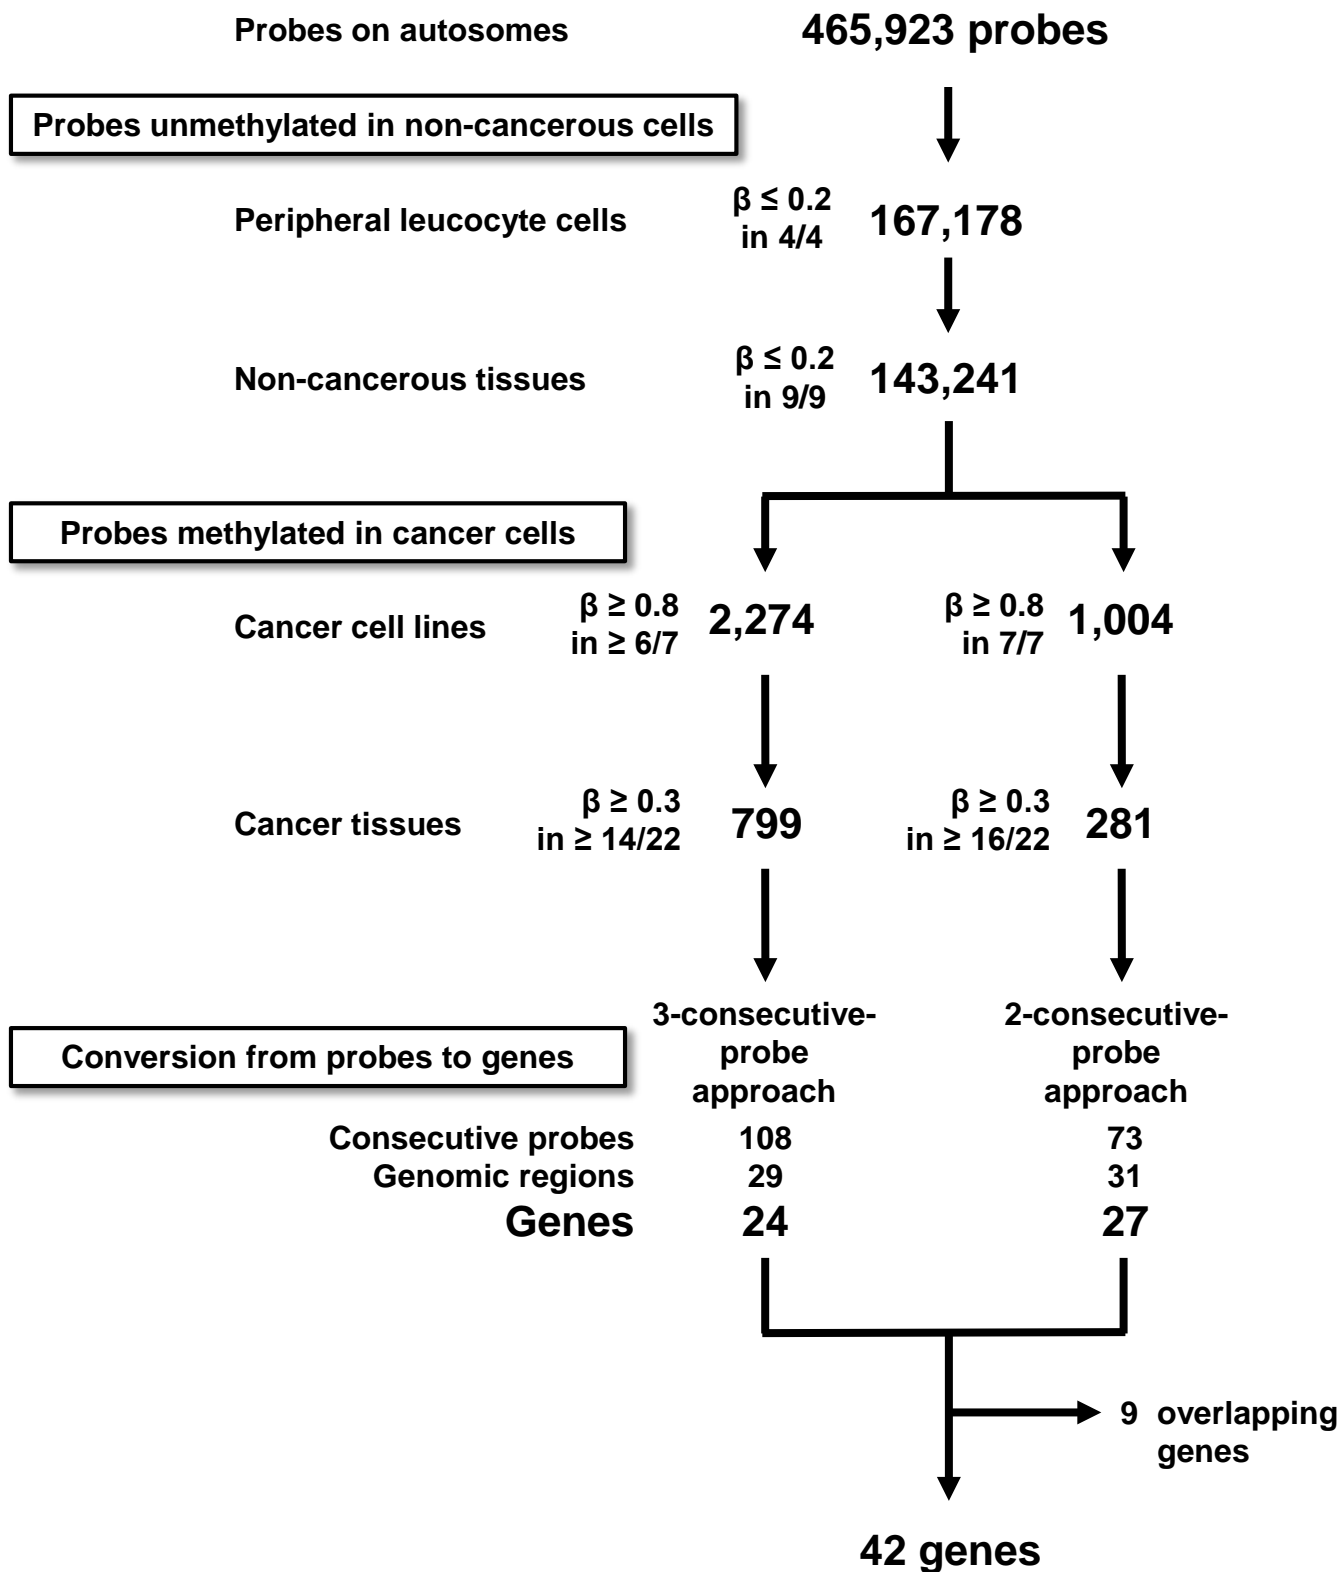 Probes on autosomes
465,923 probes
Probes unmethylated in non-cancerous cells
Peripheral leucocyte cells
β ≤ 0.2
in 4/4
167,178
Non-cancerous tissues
β ≤ 0.2
in 9/9
143,241
Probes methylated in cancer cells
Cancer cell lines
β ≥ 0.8
in ≥ 6/7
2,274
β ≥ 0.8
in 7/7
1,004
Cancer tissues
β ≥ 0.3
in ≥ 14/22
799
β ≥ 0.3
in ≥ 16/22
281
Conversion from probes to genes
3-consecutive-
probe
approach
2-consecutive-
probe
approach
Consecutive probes 108 73
Genomic regions 29 31
Genes 24 27
9 overlapping
genes
42 genes